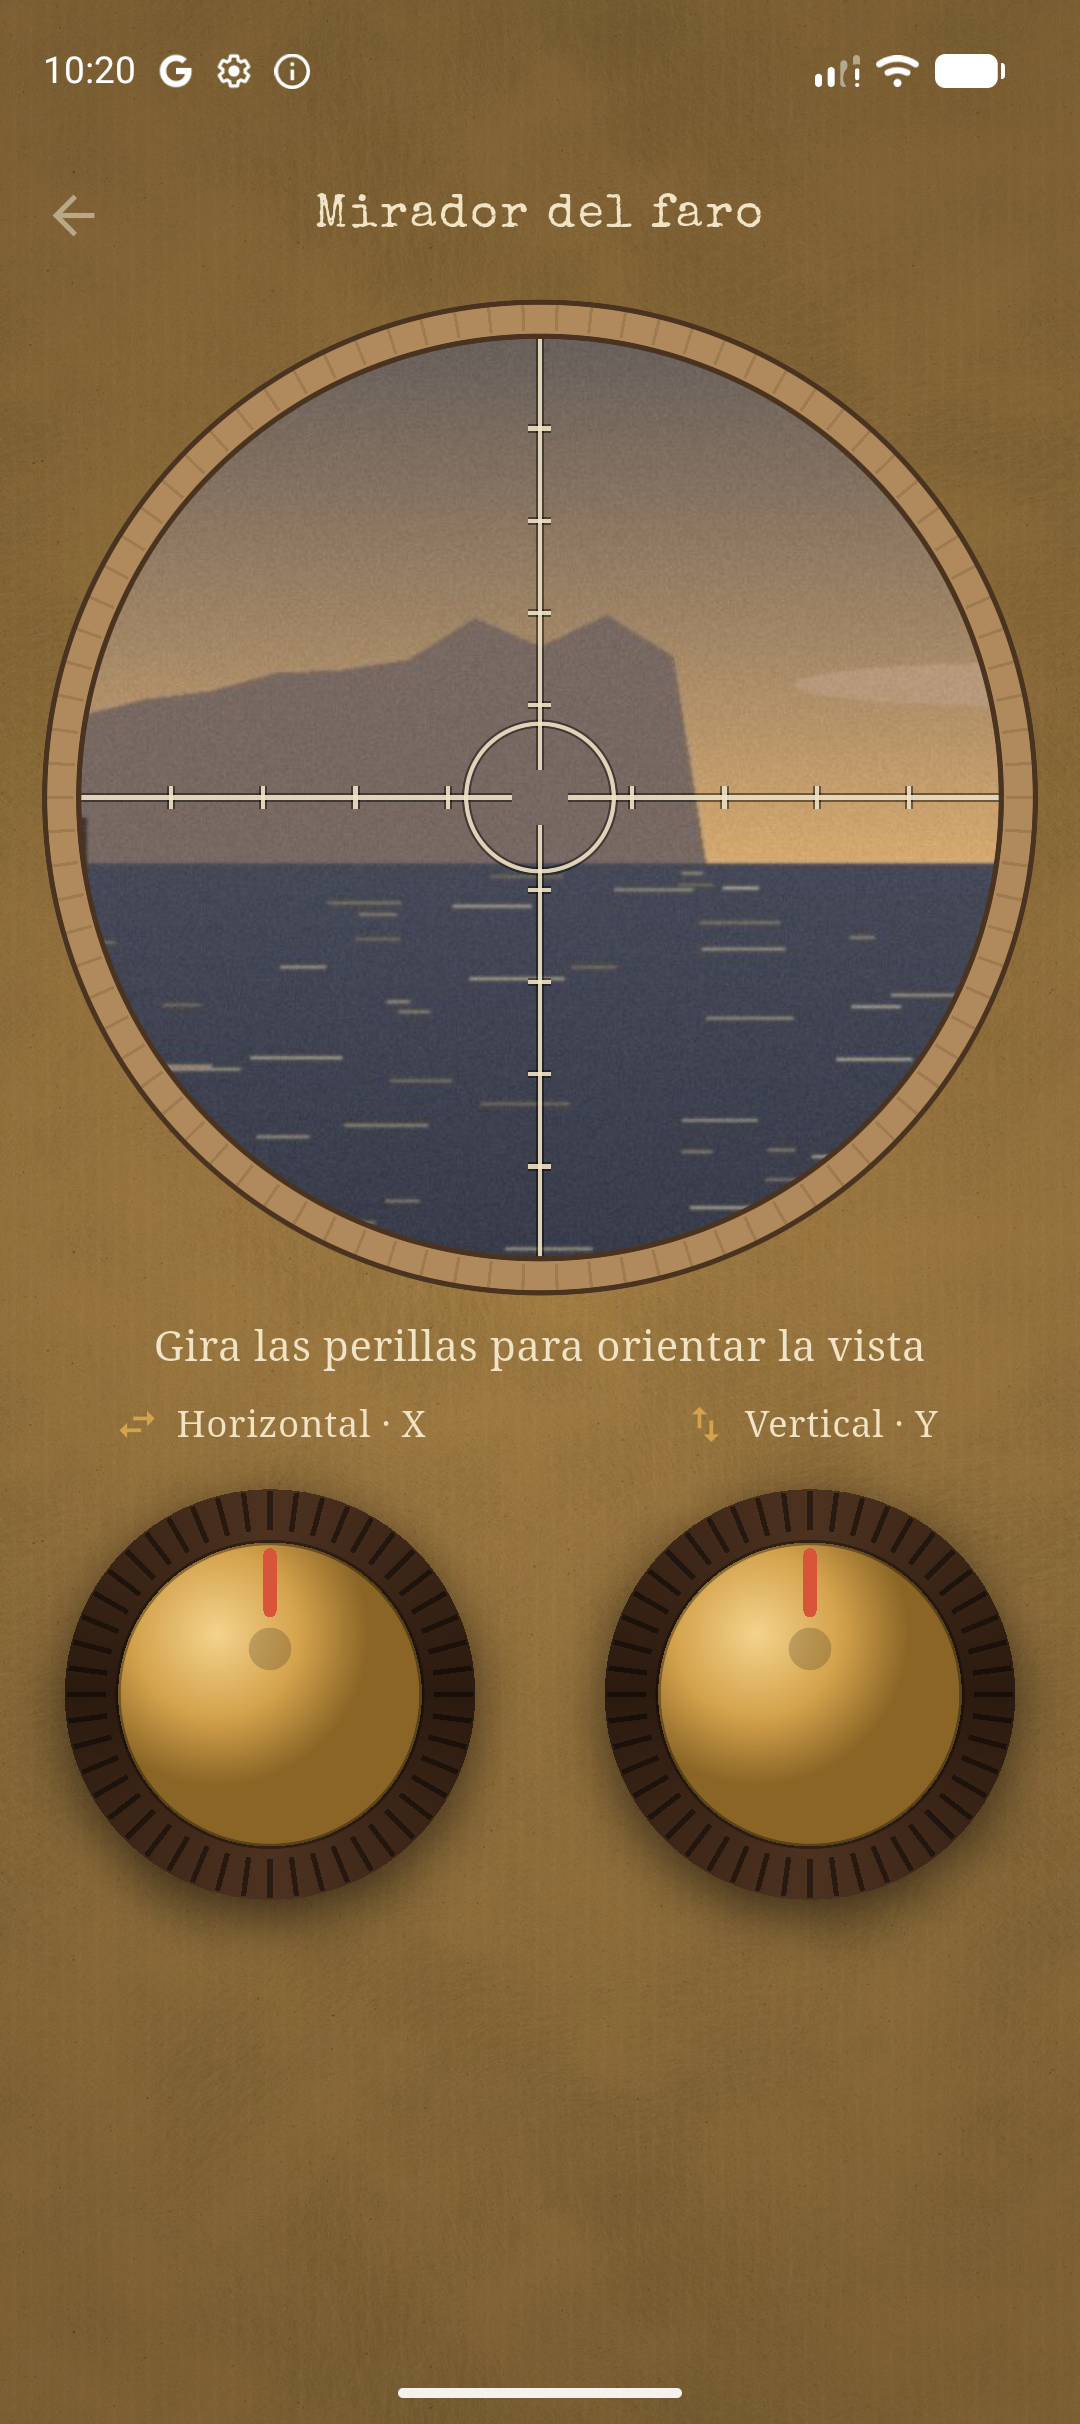 10:20
Mirador del faro
Gira las perillas para orientar la vista
Horizontal · X
Vertical · Y